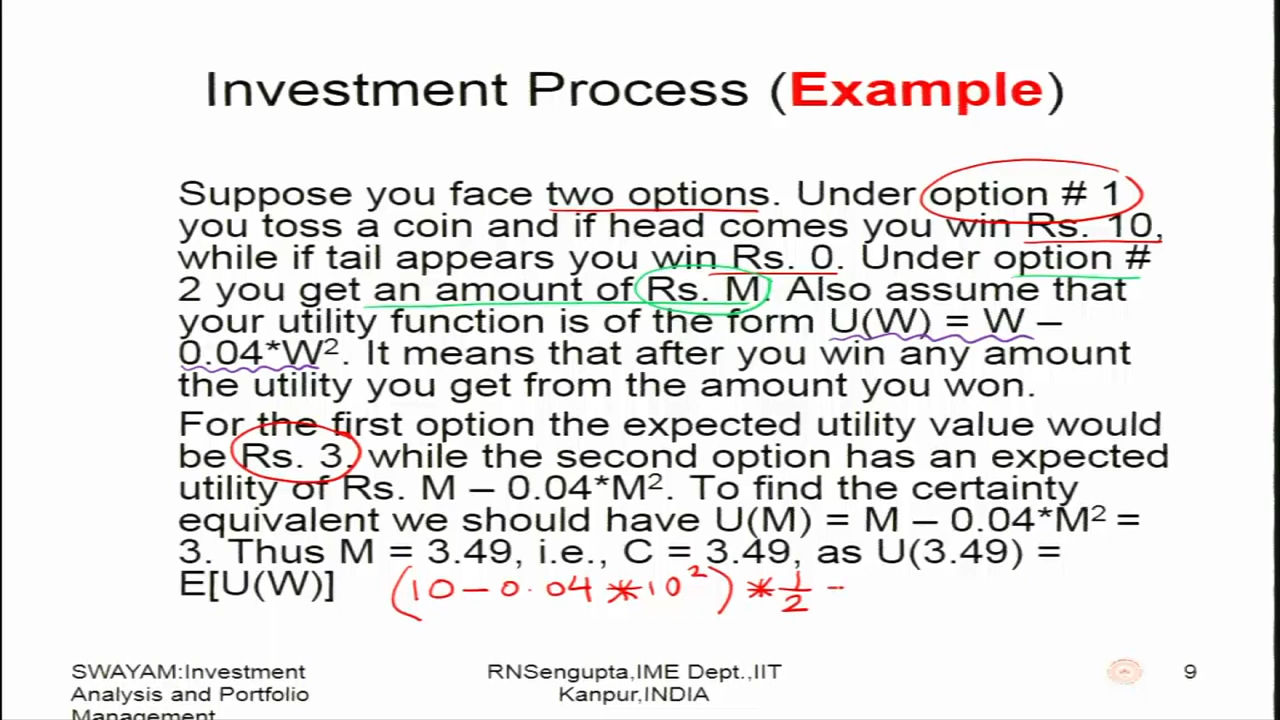 Investment Process (Example)
Suppose you face two options. Under option # 1
you toss a coin and if head comes you win Rs. 10,
while if tail appears you win Rs. 0. Under option #
2 you get an amount of Rs. M. Also assume that
your utility function is of the form U(W) = W –
0.04*W². It means that after you win any amount
the utility you get from the amount you won.
For the first option the expected utility value would
be Rs. 3, while the second option has an expected
utility of Rs. M – 0.04*M². To find the certainty
equivalent we should have U(M) = M – 0.04*M² =
3. Thus M = 3.49, i.e., C = 3.49, as U(3.49) =
E[U(W)] (10 – 0.04 * 10²) * 1/2 –
SWAYAM:Investment
Analysis and Portfolio
Management
RNSengupta,IME Dept.,IIT
Kanpur,INDIA
9